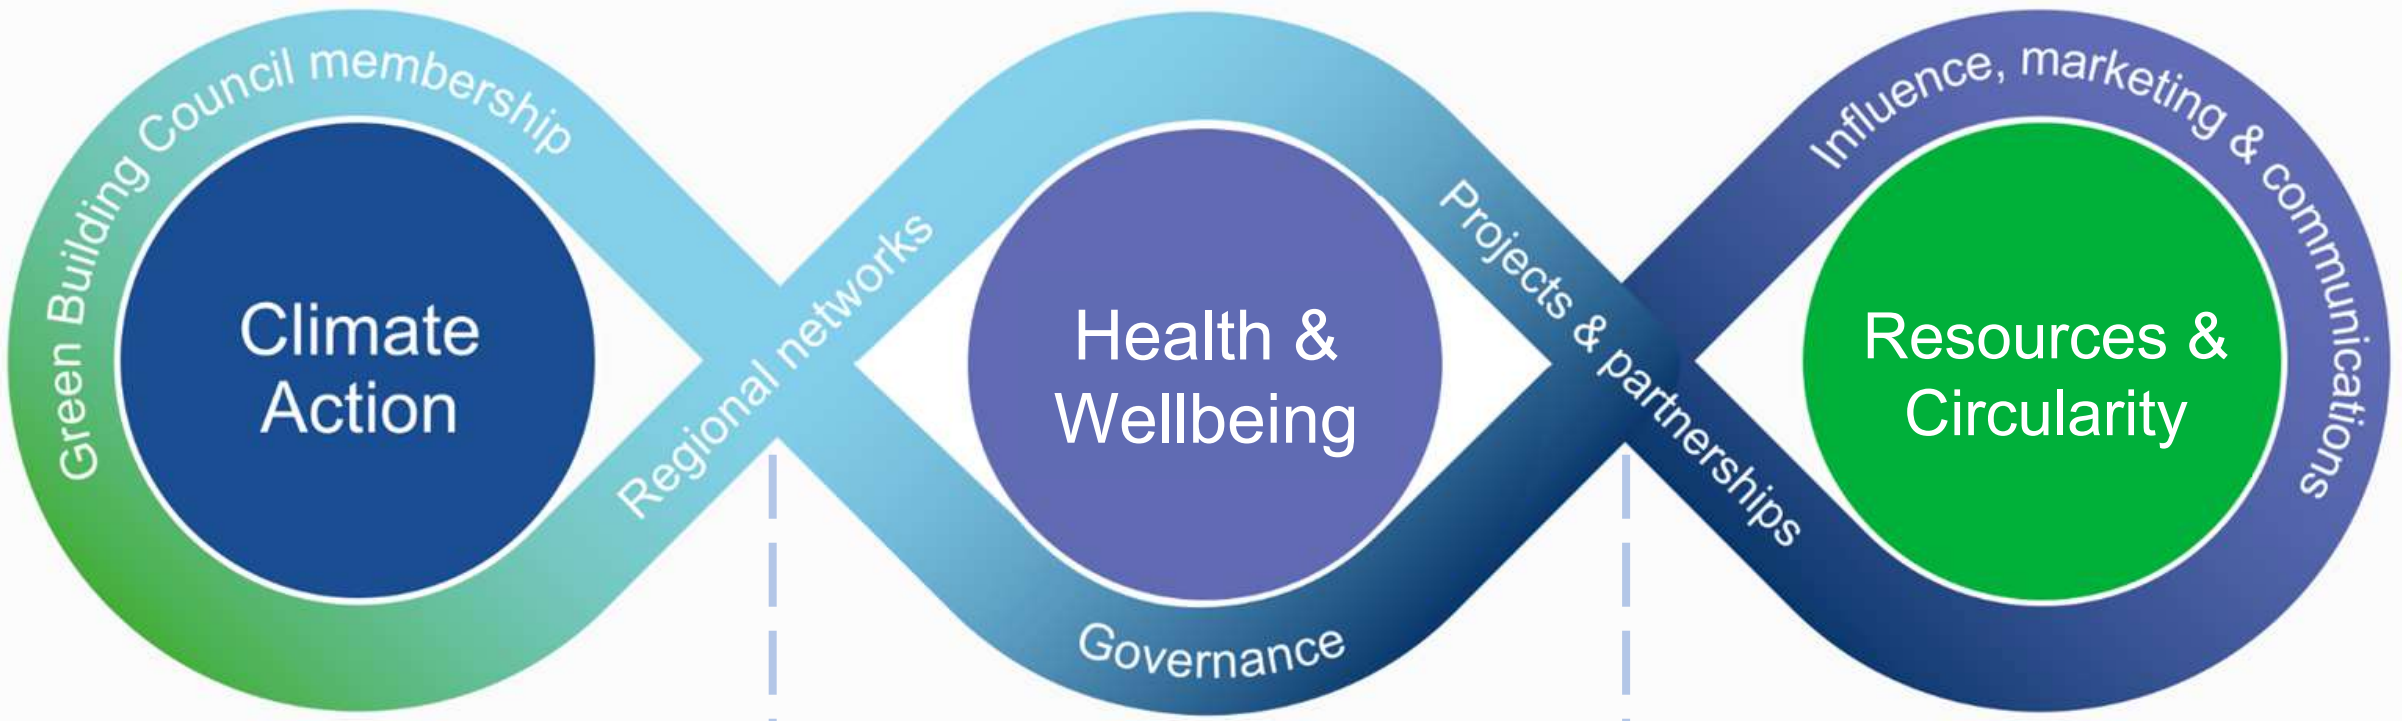 Green Building Council membership
Climate
Action
Regional networks
Health &
Wellbeing
Governance
Projects & partnerships
Influence, marketing & communications
Resources &
Circularity